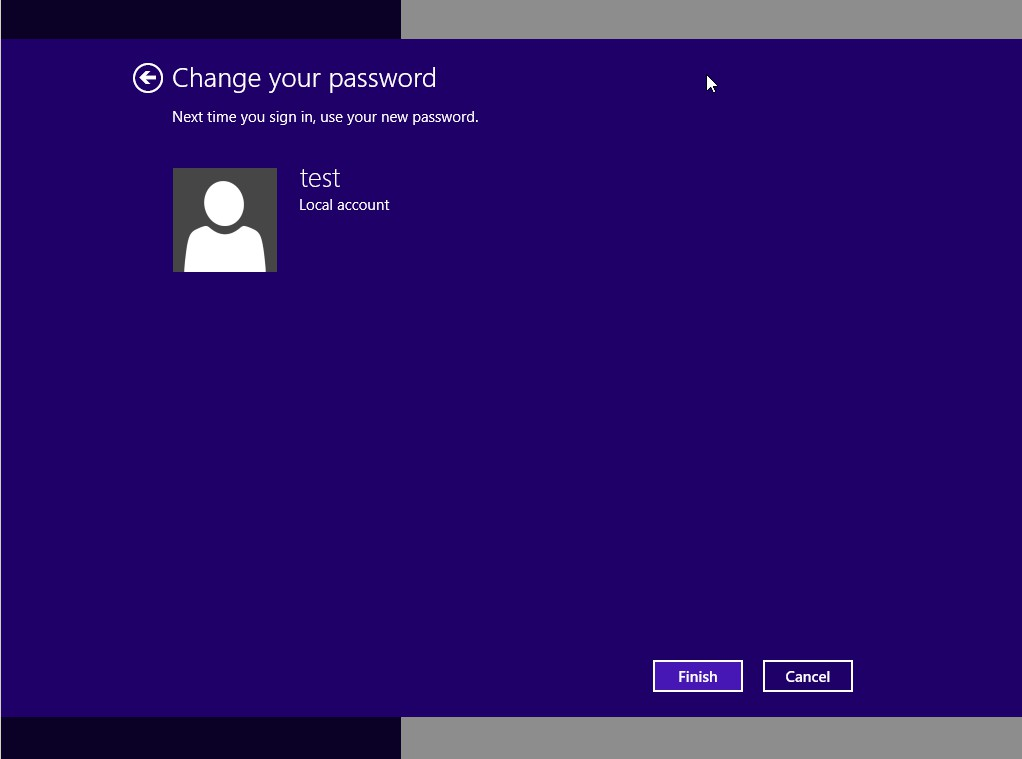 Change your password
Next time you sign in, use your new password.
test
Local account
Finish
Cancel